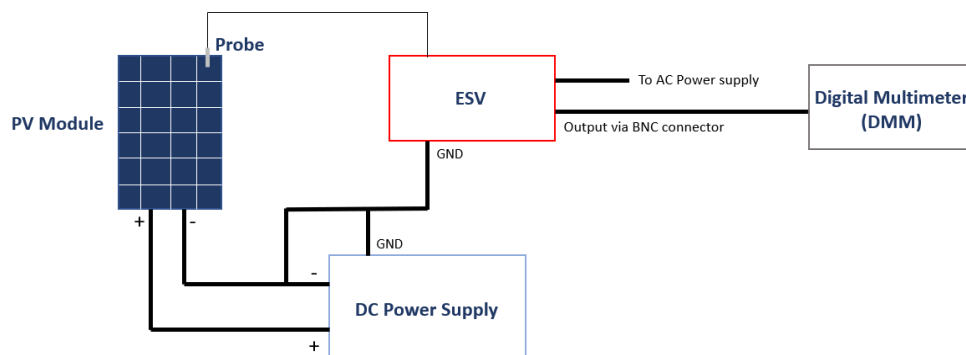 Probe
ESV
To AC Power supply
Digital Multimeter
(DMM)
PV Module
Output via BNC connector
GND
+
-
GND
-
DC Power Supply
+